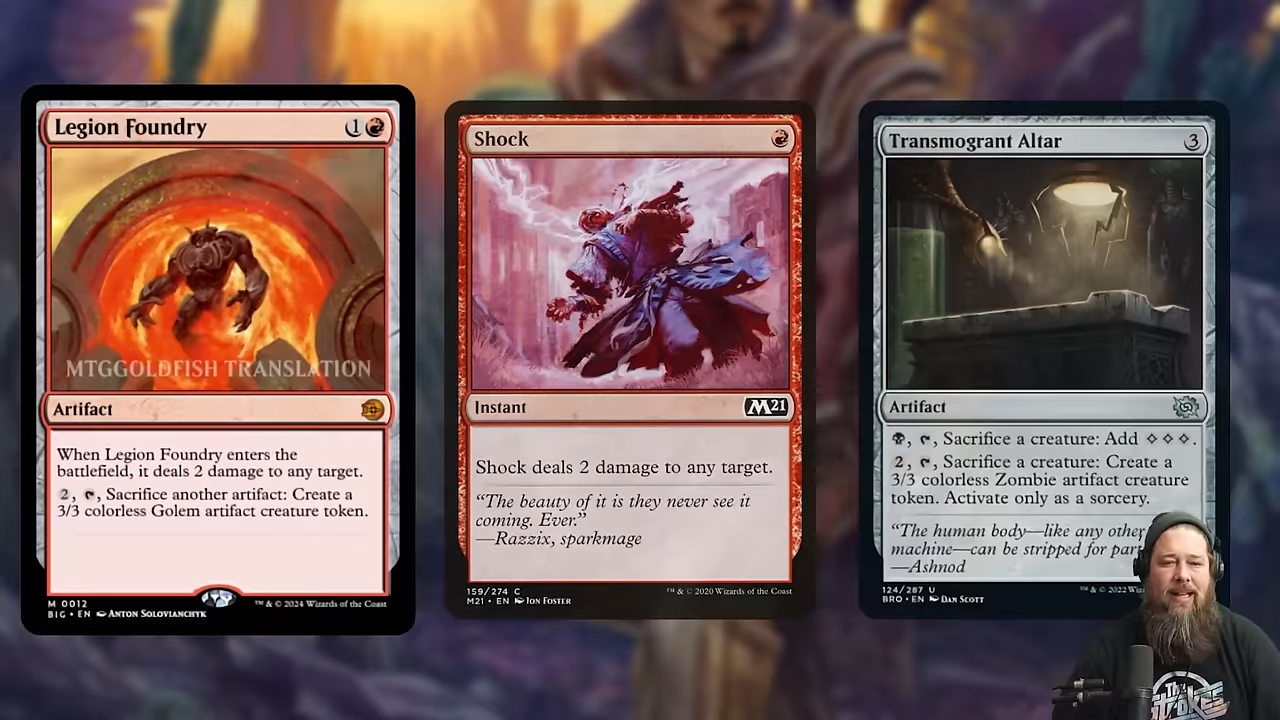 Legion Foundry
1
MTGGOLDFISH TRANSLATION
Artifact
When Legion Foundry enters the
battlefield, it deals 2 damage to any target.
2, , Sacrifice another artifact: Create a
3/3 colorless Golem artifact creature token.
M 0012
BIG • EN ANTON SOLOVIANCHYK
™ & © 2024 Wizards of the Coast
Shock
Instant
M21
Shock deals 2 damage to any target.
“The beauty of it is they never see it
coming. Ever.”
—Razzix, sparkmage
159/274 C
M21 • EN JON FOSTER
™ & © 2020 Wizards of the Coast
Transmogrant Altar
3
Artifact
, , Sacrifice a creature: Add .
2, , Sacrifice a creature: Create a
3/3 colorless Zombie artifact creature
token. Activate only as a sorcery.
“The human body—like any other
machine—can be stripped for
—Ashnod
124/287 U
BRO • EN DAN SCOTT
™ & © 2022
THE
STROKES